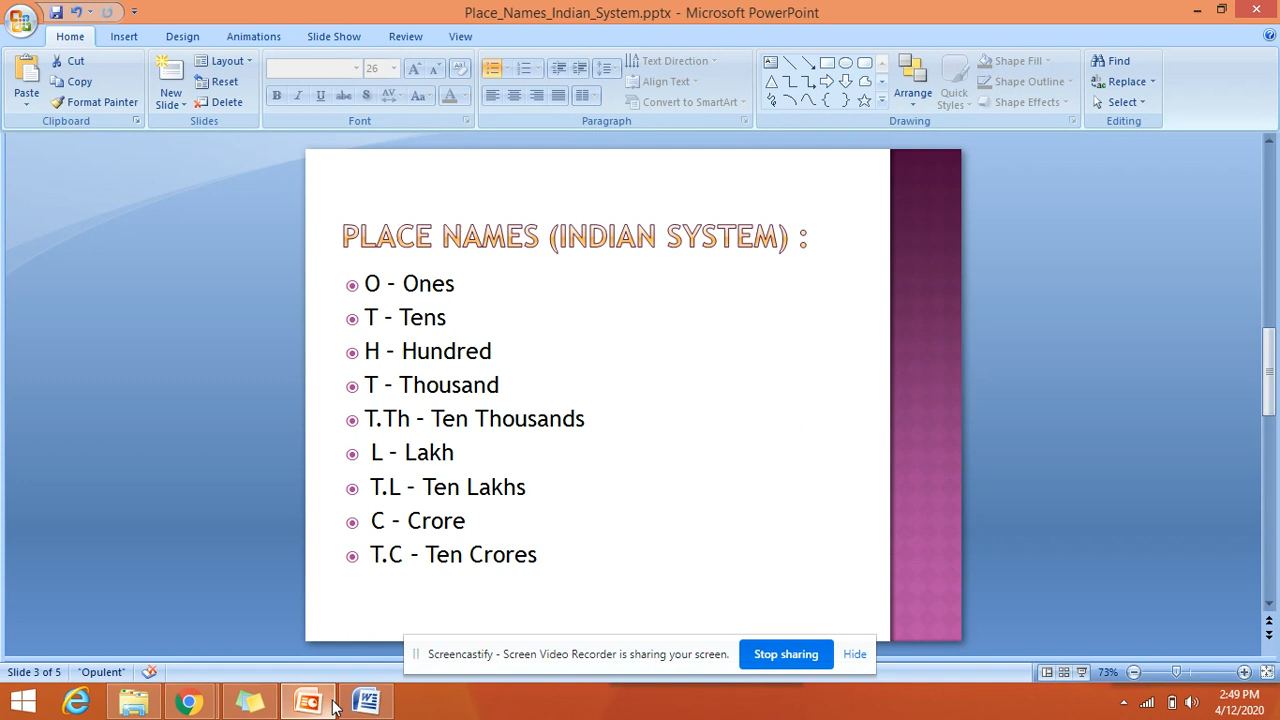 Place_Names_Indian_System.pptx - Microsoft PowerPoint
Home Insert Design Animations Slide Show Review View
Paste
Cut
Copy
Format Painter
Clipboard
New Slide
Layout
Reset
Delete
Slides
26
B I U S AV Aa A
Font
Text Direction
Align Text
Convert to SmartArt
Paragraph
Arrange
Quick Styles
Shape Fill
Shape Outline
Shape Effects
Drawing
Find
Replace
Select
Editing
PLACE NAMES (INDIAN SYSTEM) :
O - Ones
T - Tens
H - Hundred
T - Thousand
T.Th - Ten Thousands
L - Lakh
T.L - Ten Lakhs
C - Crore
T.C - Ten Crores
Screencastify - Screen Video Recorder is sharing your screen. Stop sharing Hide
Slide 3 of 5 "Opulent" 73%
2:49 PM
4/12/2020